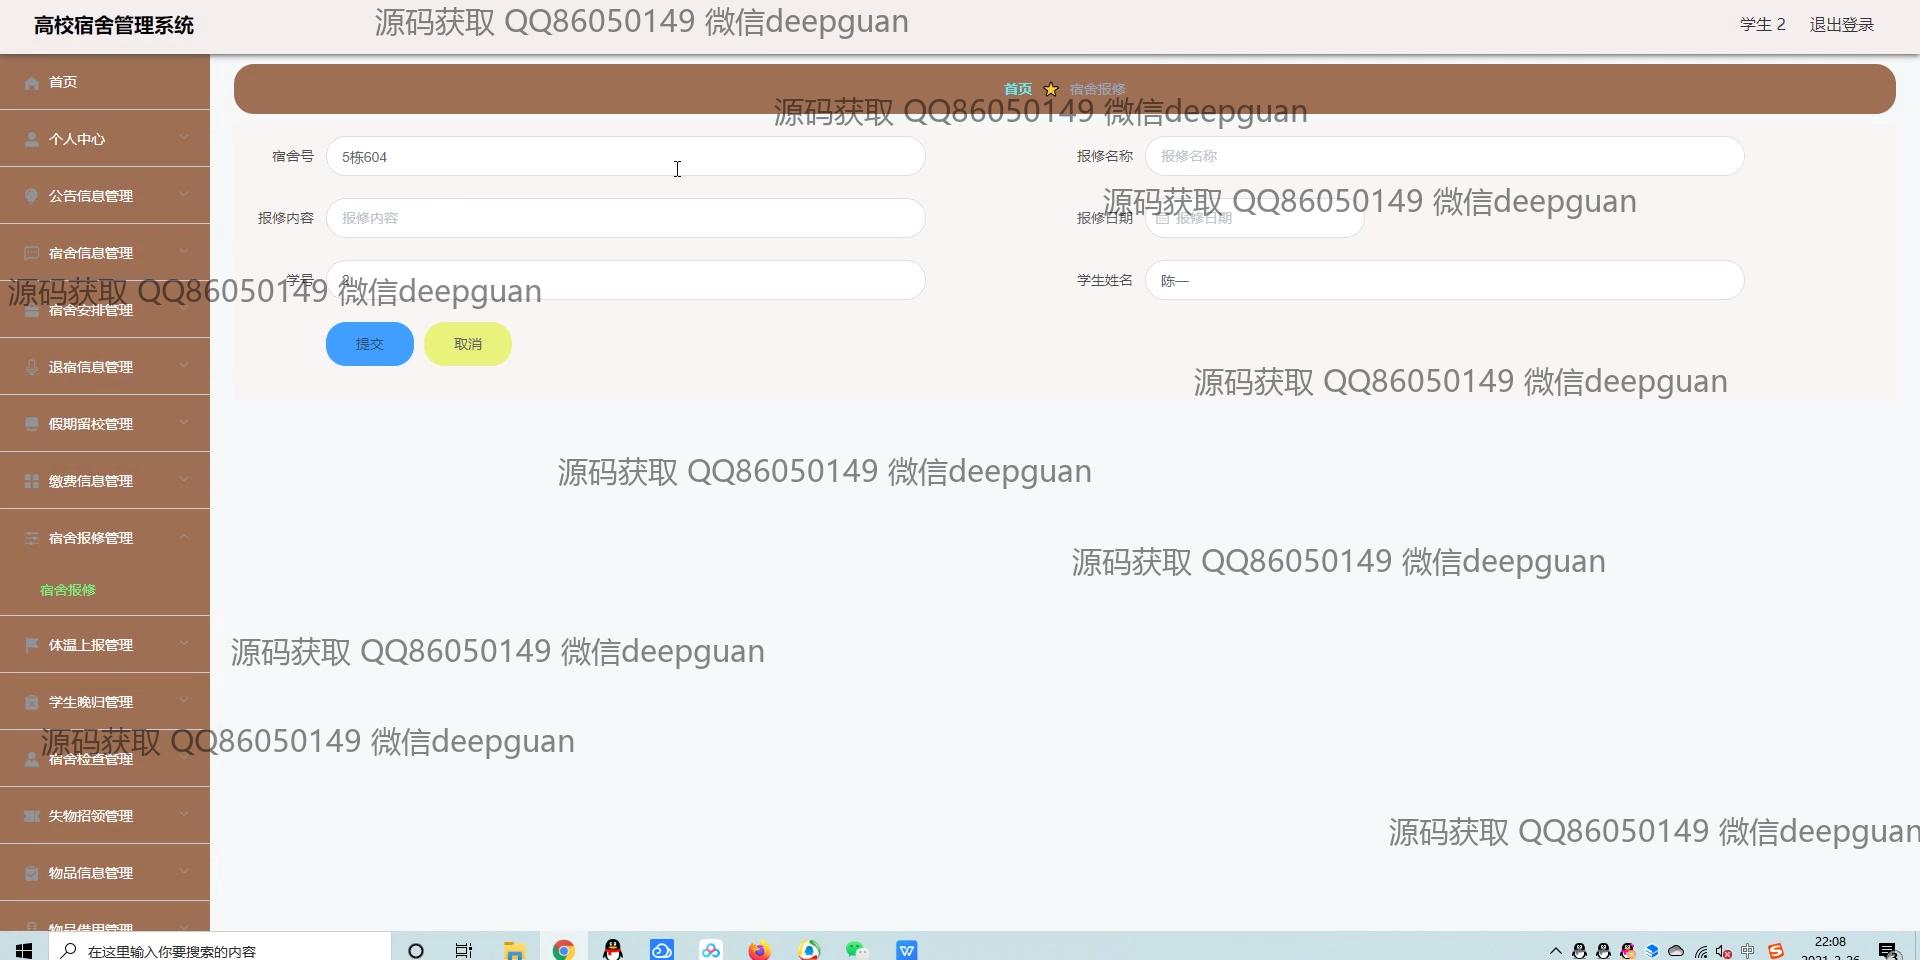 高校宿舍管理系统
源码获取 QQ86050149 微信deepguan
学生 2
退出登录
首页
首页
宿舍报修
源码获取 QQ86050149 微信deepguan
个人中心
宿舍号
5栋604
报修名称
报修名称
公告信息管理
源码获取 QQ86050149 微信deepguan
报修内容
报修内容
报修日期
报修日期
宿舍信息管理
学号
2
学生姓名
陈一
源码获取 QQ86050149 微信deepguan
宿舍安排管理
提交
取消
退宿信息管理
源码获取 QQ86050149 微信deepguan
假期留校管理
源码获取 QQ86050149 微信deepguan
缴费信息管理
宿舍报修管理
源码获取 QQ86050149 微信deepguan
宿舍报修
体温上报管理
源码获取 QQ86050149 微信deepguan
学生晚归管理
源码获取 QQ86050149 微信deepguan
宿舍检查管理
失物招领管理
源码获取 QQ86050149 微信deepguan
物品信息管理
物品借用管理
在这里输入你要搜索的内容
中
22:08
2021-2-26